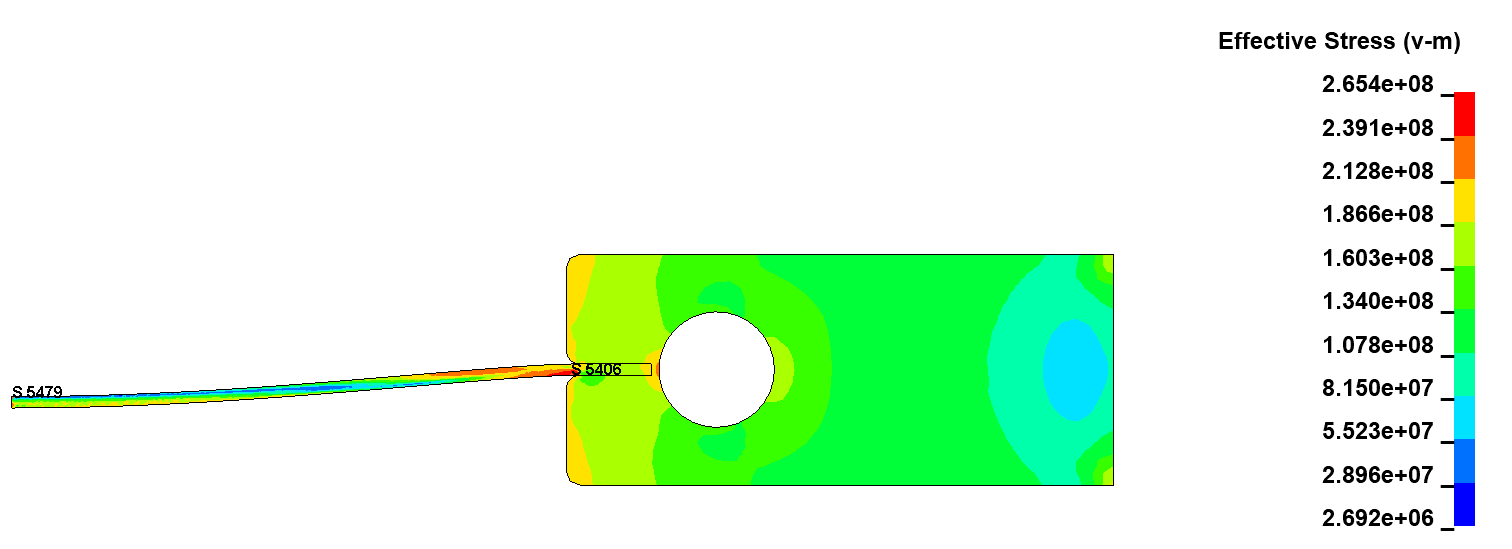 Effective Stress (v-m)
2.654e+08
2.391e+08
2.128e+08
1.866e+08
1.603e+08
1.340e+08
1.078e+08
8.150e+07
5.523e+07
2.896e+07
2.692e+06
S 5406
S 5479